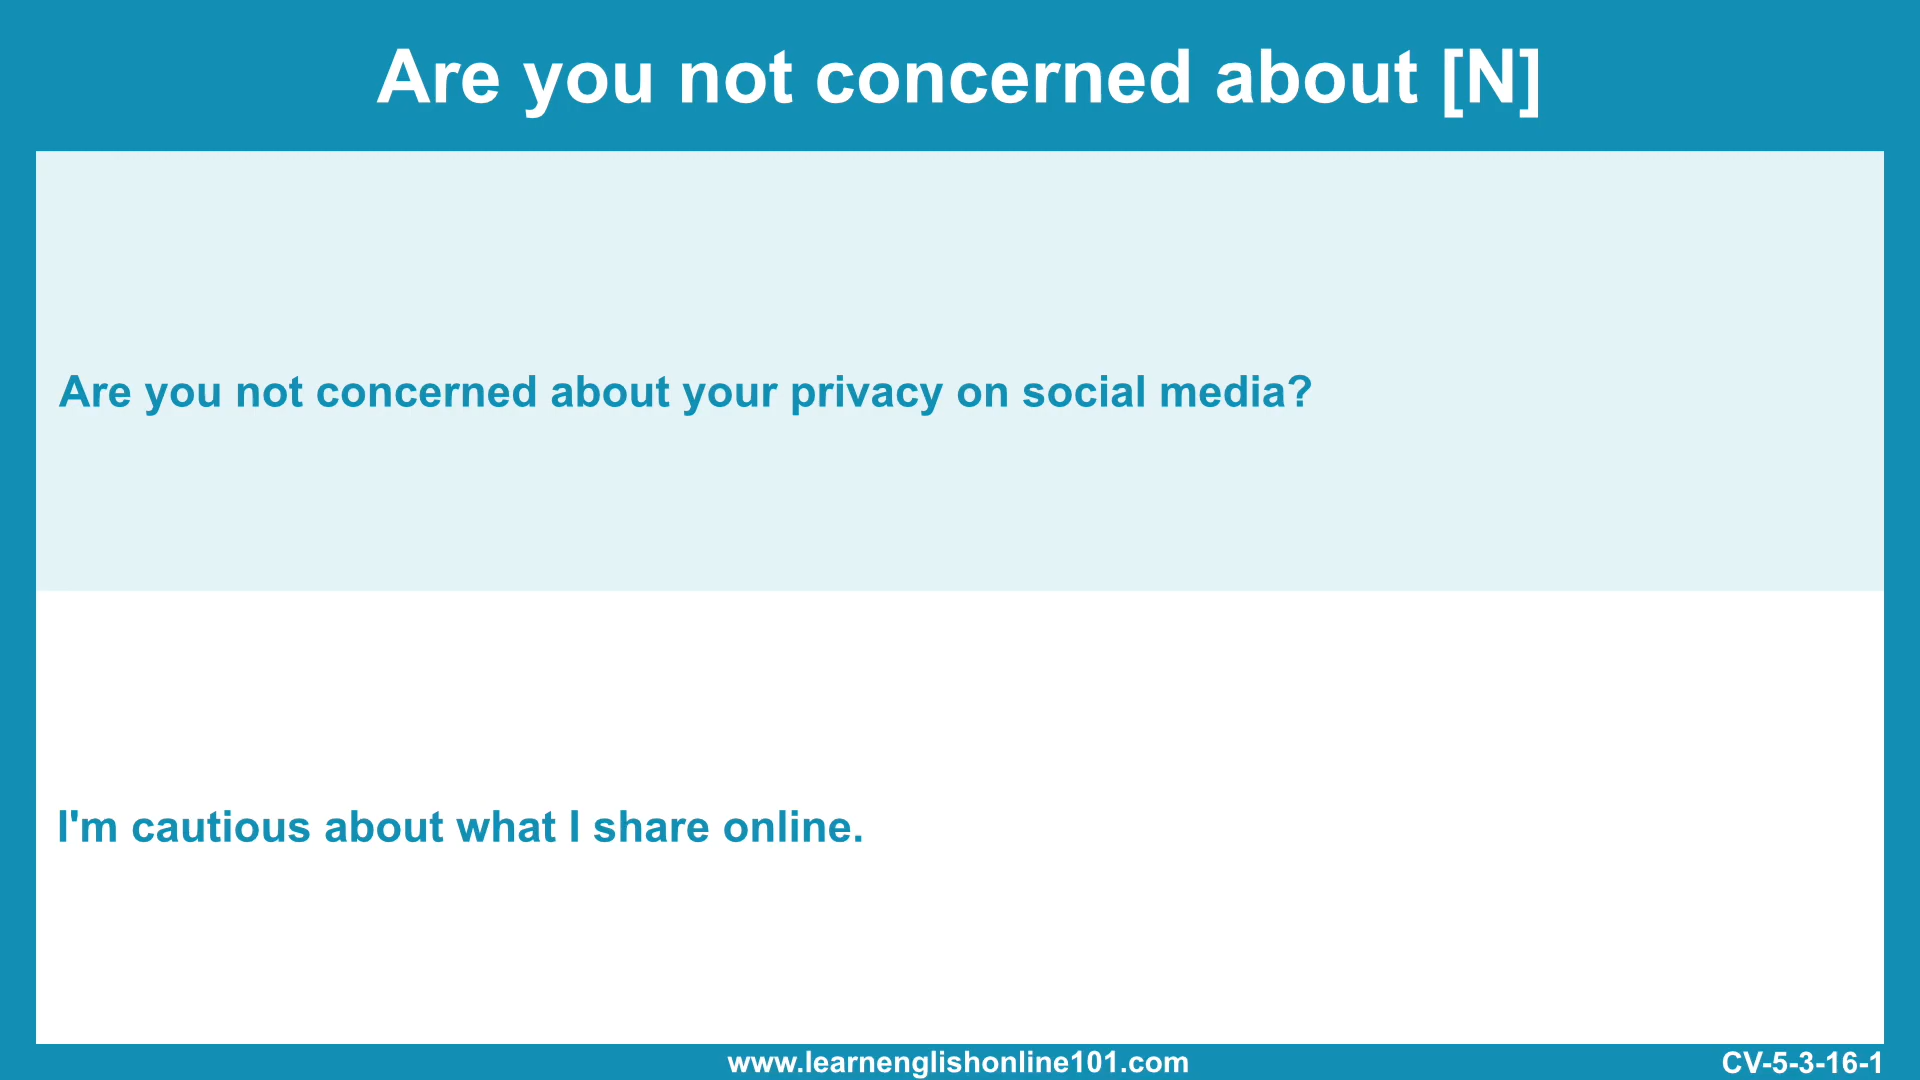 Are you not concerned about [N]
Are you not concerned about your privacy on social media?
I'm cautious about what I share online.
www.learnenglishonline101.com
CV-5-3-16-1